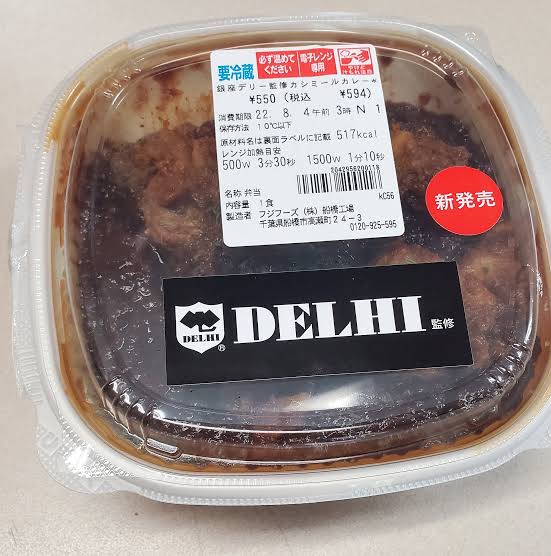 要冷蔵
必ず温めて
ください
電子レンジ
専用
銀座デリー監修カシミールカレー*
¥550(税込 ¥594)
消費期限 22. 8. 4午前 3時 N 1
保存方法 10℃以下
原材料名は裏面ラベルに記載 517kcal
レンジ加熱目安
500W 3分30秒 1500W 1分10秒
名称 弁当
内容量 1食
KC56
製造者 フジフーズ(株)船橋工場
千葉県船橋市高瀬町24-3
0120-925-595
新発売
DELHI
®
DELHI 監修